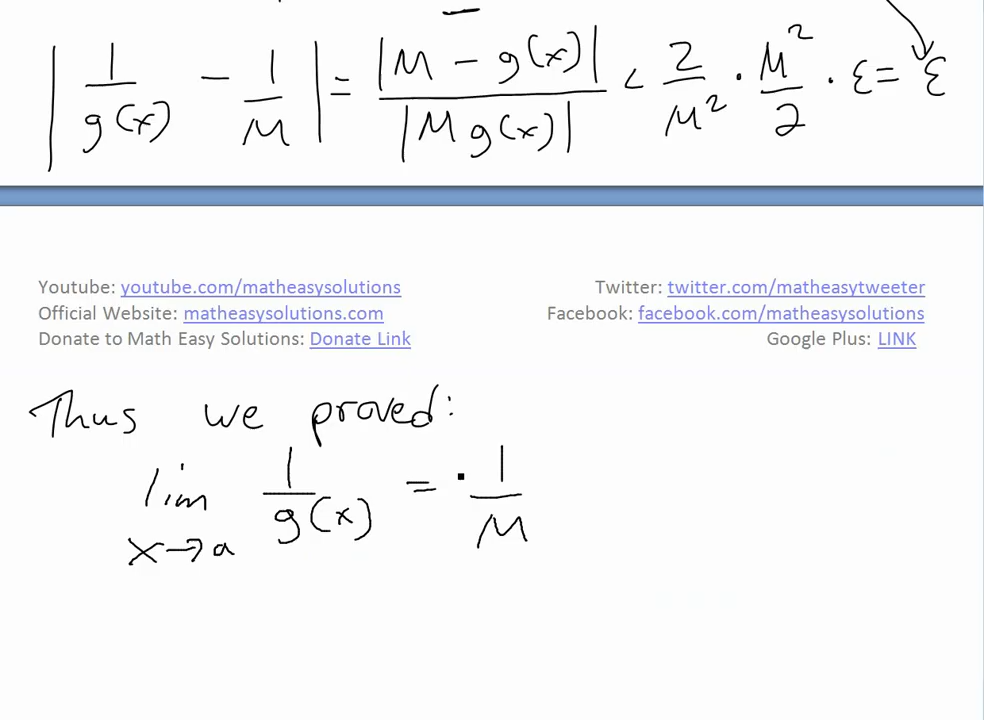 | 1/g(x) - 1/M | = |M - g(x)| / |M g(x)| < 2/M² · M²/2 · ε = ε
Youtube: youtube.com/matheasysolutions
Official Website: matheasysolutions.com
Donate to Math Easy Solutions: Donate Link
Twitter: twitter.com/matheasytweeter
Facebook: facebook.com/matheasysolutions
Google Plus: LINK
Thus we proved:
lim x→a 1/g(x) = 1/M